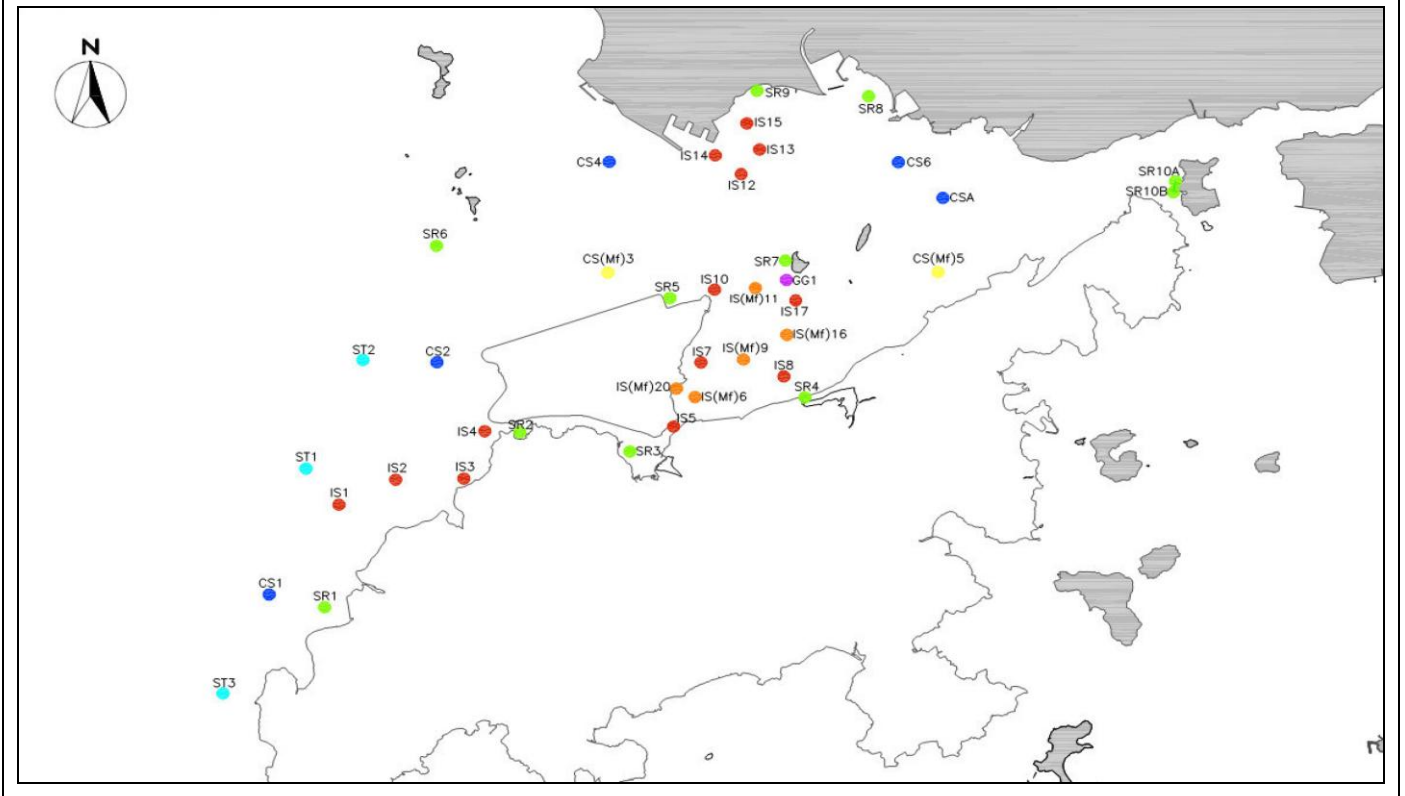 N
SR9
SR8
IS15
IS13
IS14
CS4
CS6
IS12
SR10A
SR10B
CSA
SR6
CS(Mf)3
SR7
CS(Mf)5
GG1
IS10
SR5
IS(Mf)11
IS17
IS(Mf)16
ST2
CS2
IS7
IS(Mf)9
IS8
IS(Mf)20
IS(Mf)6
SR4
IS5
IS4
SR2
SR3
ST1
IS2
IS3
IS1
CS1
SR1
ST3